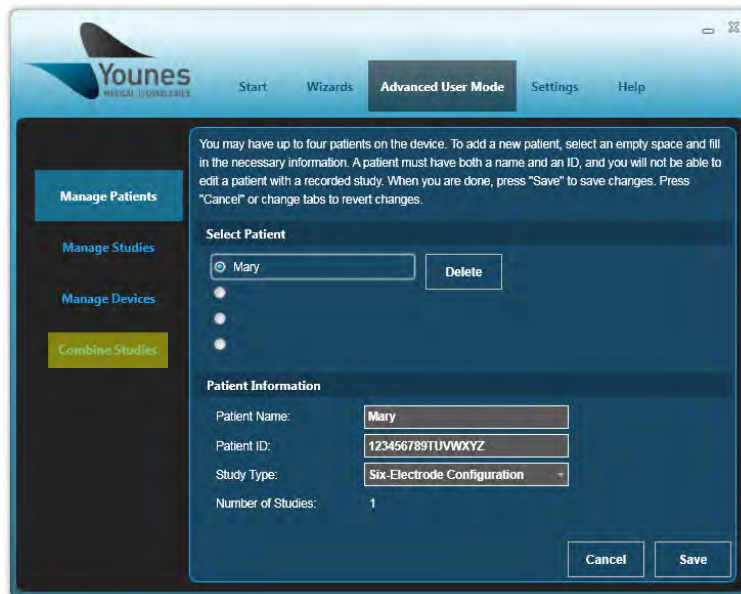 Younes
MEDICAL TECHNOLOGIES
Start Wizards Advanced User Mode Settings Help
You may have up to four patients on the device. To add a new patient, select an empty space and fill
in the necessary information. A patient must have both a name and an ID, and you will not be able to
edit a patient with a recorded study. When you are done, press "Save" to save changes. Press
"Cancel" or change tabs to revert changes.
Manage Patients
Manage Studies
Manage Devices
Combine Studies
Select Patient
Mary
Delete
Patient Information
Patient Name: Mary
Patient ID: 123456789TUVWXYZ
Study Type: Six-Electrode Configuration
Number of Studies: 1
Cancel Save